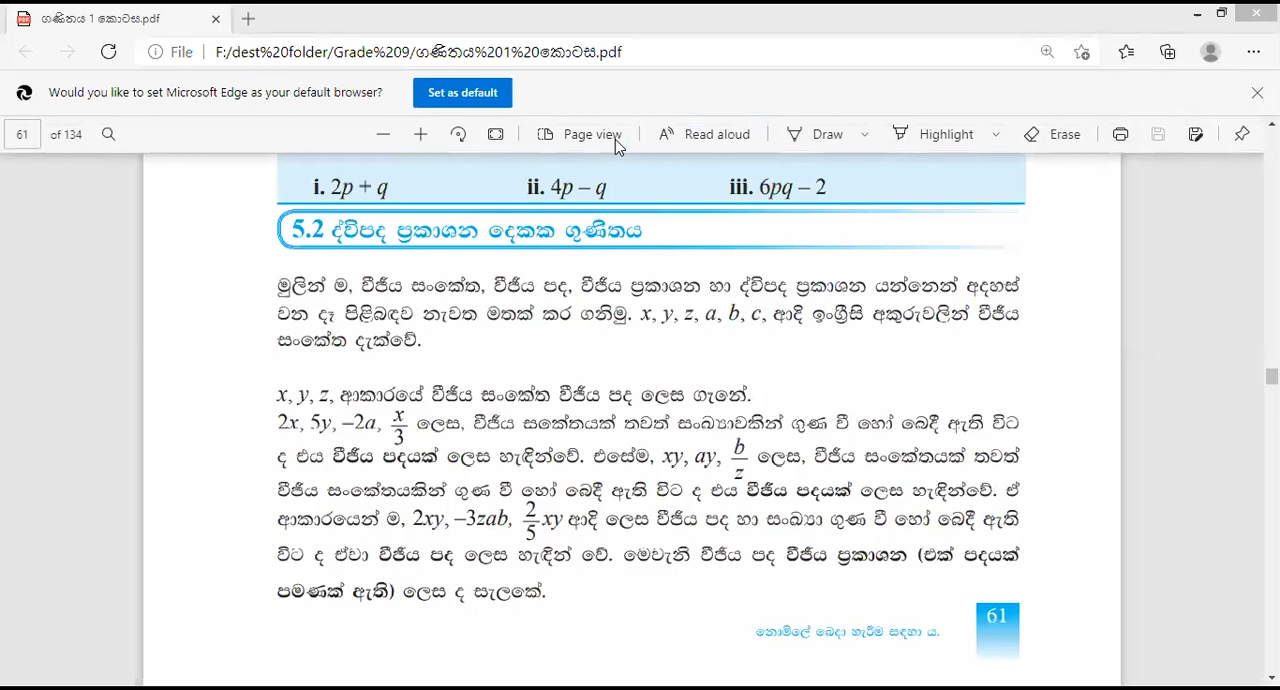 ගණිතය 1 කොටස.pdf
File F:/dest%20folder/Grade%209/ගණිතය%201%20කොටස.pdf
Would you like to set Microsoft Edge as your default browser? Set as default
61 of 134 Page view Read aloud Draw Highlight Erase
i. 2p + q ii. 4p – q iii. 6pq – 2
5.2 ද්විපද ප්‍රකාශන දෙකක ගුණිතය
මුලින් ම, වීජීය සංකේත, වීජීය පද, වීජීය ප්‍රකාශන හා ද්විපද ප්‍රකාශන යන්නෙන් අදහස්
වන දෑ පිළිබඳව නැවත මතක් කර ගනිමු. x, y, z, a, b, c, ආදි ඉංග්‍රීසි අකුරුවලින් වීජීය
සංකේත දැක්වේ.
x, y, z, ආකාරයේ වීජීය සංකේත වීජීය පද ලෙස ගැනේ.
2x, 5y, –2a, x/3 ලෙස, වීජීය සකේතයක් තවත් සංඛ්‍යාවකින් ගුණ වී හෝ බෙදී ඇති විට
ද එය වීජීය පදයක් ලෙස හැඳින්වේ. එසේම, xy, ay, b/z ලෙස, වීජීය සංකේතයක් තවත්
වීජීය සංකේතයකින් ගුණ වී හෝ බෙදී ඇති විට ද එය වීජීය පදයක් ලෙස හැඳින්වේ. ඒ
ආකාරයෙන් ම, 2xy, –3zab, 2/5 xy ආදි ලෙස වීජීය පද හා සංඛ්‍යා ගුණ වී හෝ බෙදී ඇති
විට ද ඒවා වීජීය පද ලෙස හැඳින් වේ. මෙවැනි වීජීය පද වීජීය ප්‍රකාශන (එක් පදයක්
පමණක් ඇති) ලෙස ද සැලකේ.
නොමිලේ බෙදා හැරීම සඳහා ය. 61